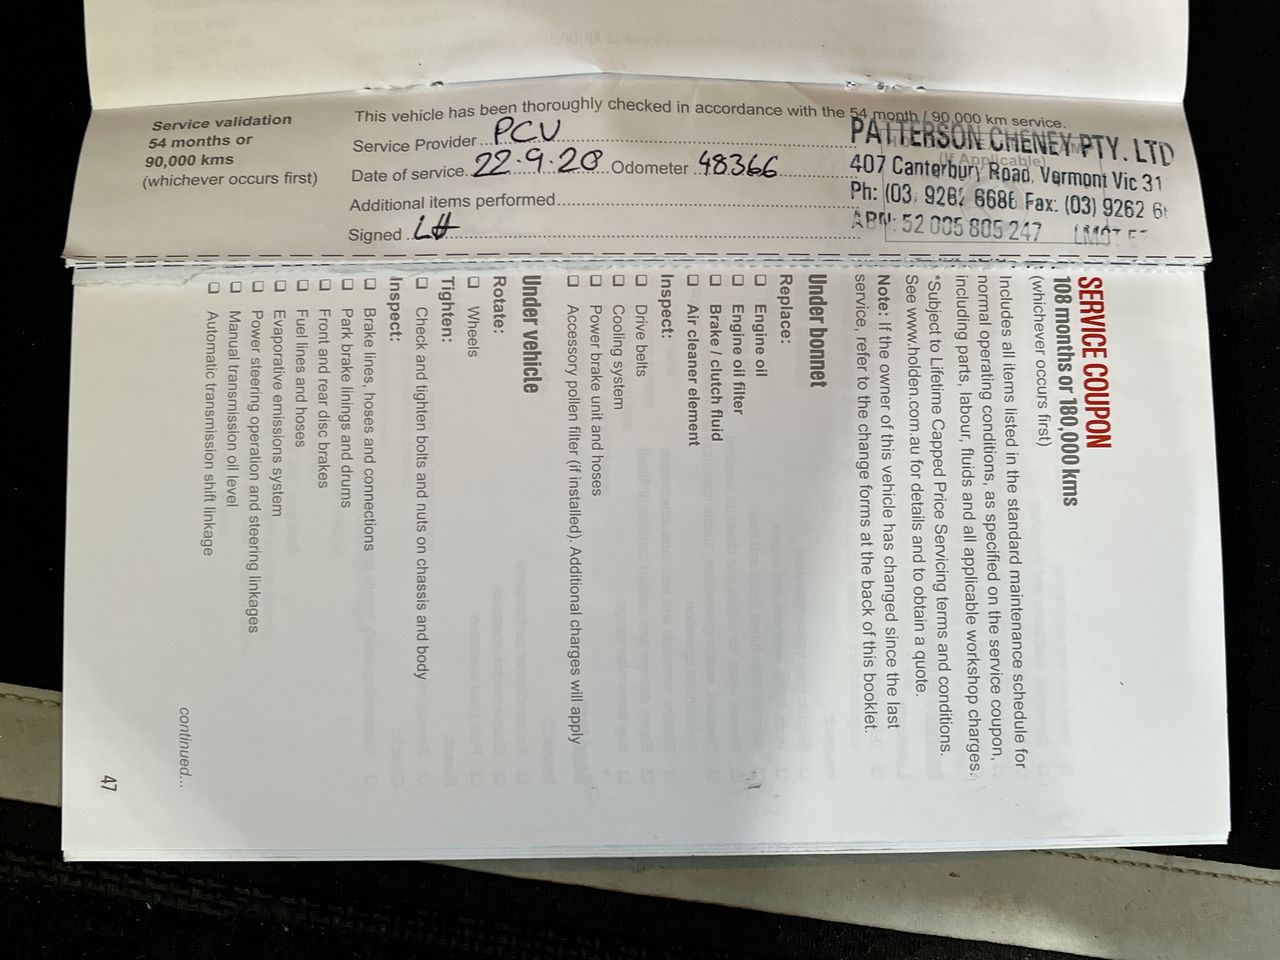 Service validation
54 months or
90,000 kms
(whichever occurs first)
This vehicle has been thoroughly checked in accordance with the 54 month / 90,000 km service.
Service Provider PCV
Date of service 22.9.20 Odometer 48366
Additional items performed
Signed LH
(If Applicable)
PATTERSON CHENEY PTY. LTD
407 Canterbury Road, Vermont Vic 31
Ph: (03) 9262 6686 Fax: (03) 9262 6
ABN: 52 005 805 247
SERVICE COUPON
108 months or 180,000 kms
(whichever occurs first)
Includes all items listed in the standard maintenance schedule for
normal operating conditions, as specified on the service coupon,
including parts, labour, fluids and all applicable workshop charges.
*Subject to Lifetime Capped Price Servicing terms and conditions.
See www.holden.com.au for details and to obtain a quote.
Note: If the owner of this vehicle has changed since the last
service, refer to the change forms at the back of this booklet.
Under bonnet
Replace:
❑ Engine oil
❑ Engine oil filter
❑ Brake / clutch fluid
❑ Air cleaner element
Inspect:
❑ Drive belts
❑ Cooling system
❑ Power brake unit and hoses
❑ Accessory pollen filter (if installed). Additional charges will apply
Under vehicle
Rotate:
❑ Wheels
Tighten:
❑ Check and tighten bolts and nuts on chassis and body
Inspect:
❑ Brake lines, hoses and connections
❑ Park brake linings and drums
❑ Front and rear disc brakes
❑ Fuel lines and hoses
❑ Evaporative emissions system
❑ Power steering operation and steering linkages
❑ Manual transmission oil level
❑ Automatic transmission shift linkage
continued...
47